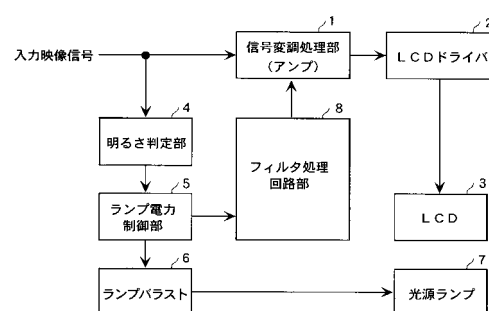 1
2
入力映像信号
信号変調処理部
(アンプ)
LCDドライバ
4
8
明るさ判定部
フィルタ処理
回路部
5
3
ランプ電力
制御部
LCD
6
7
ランプバラスト
光源ランプ